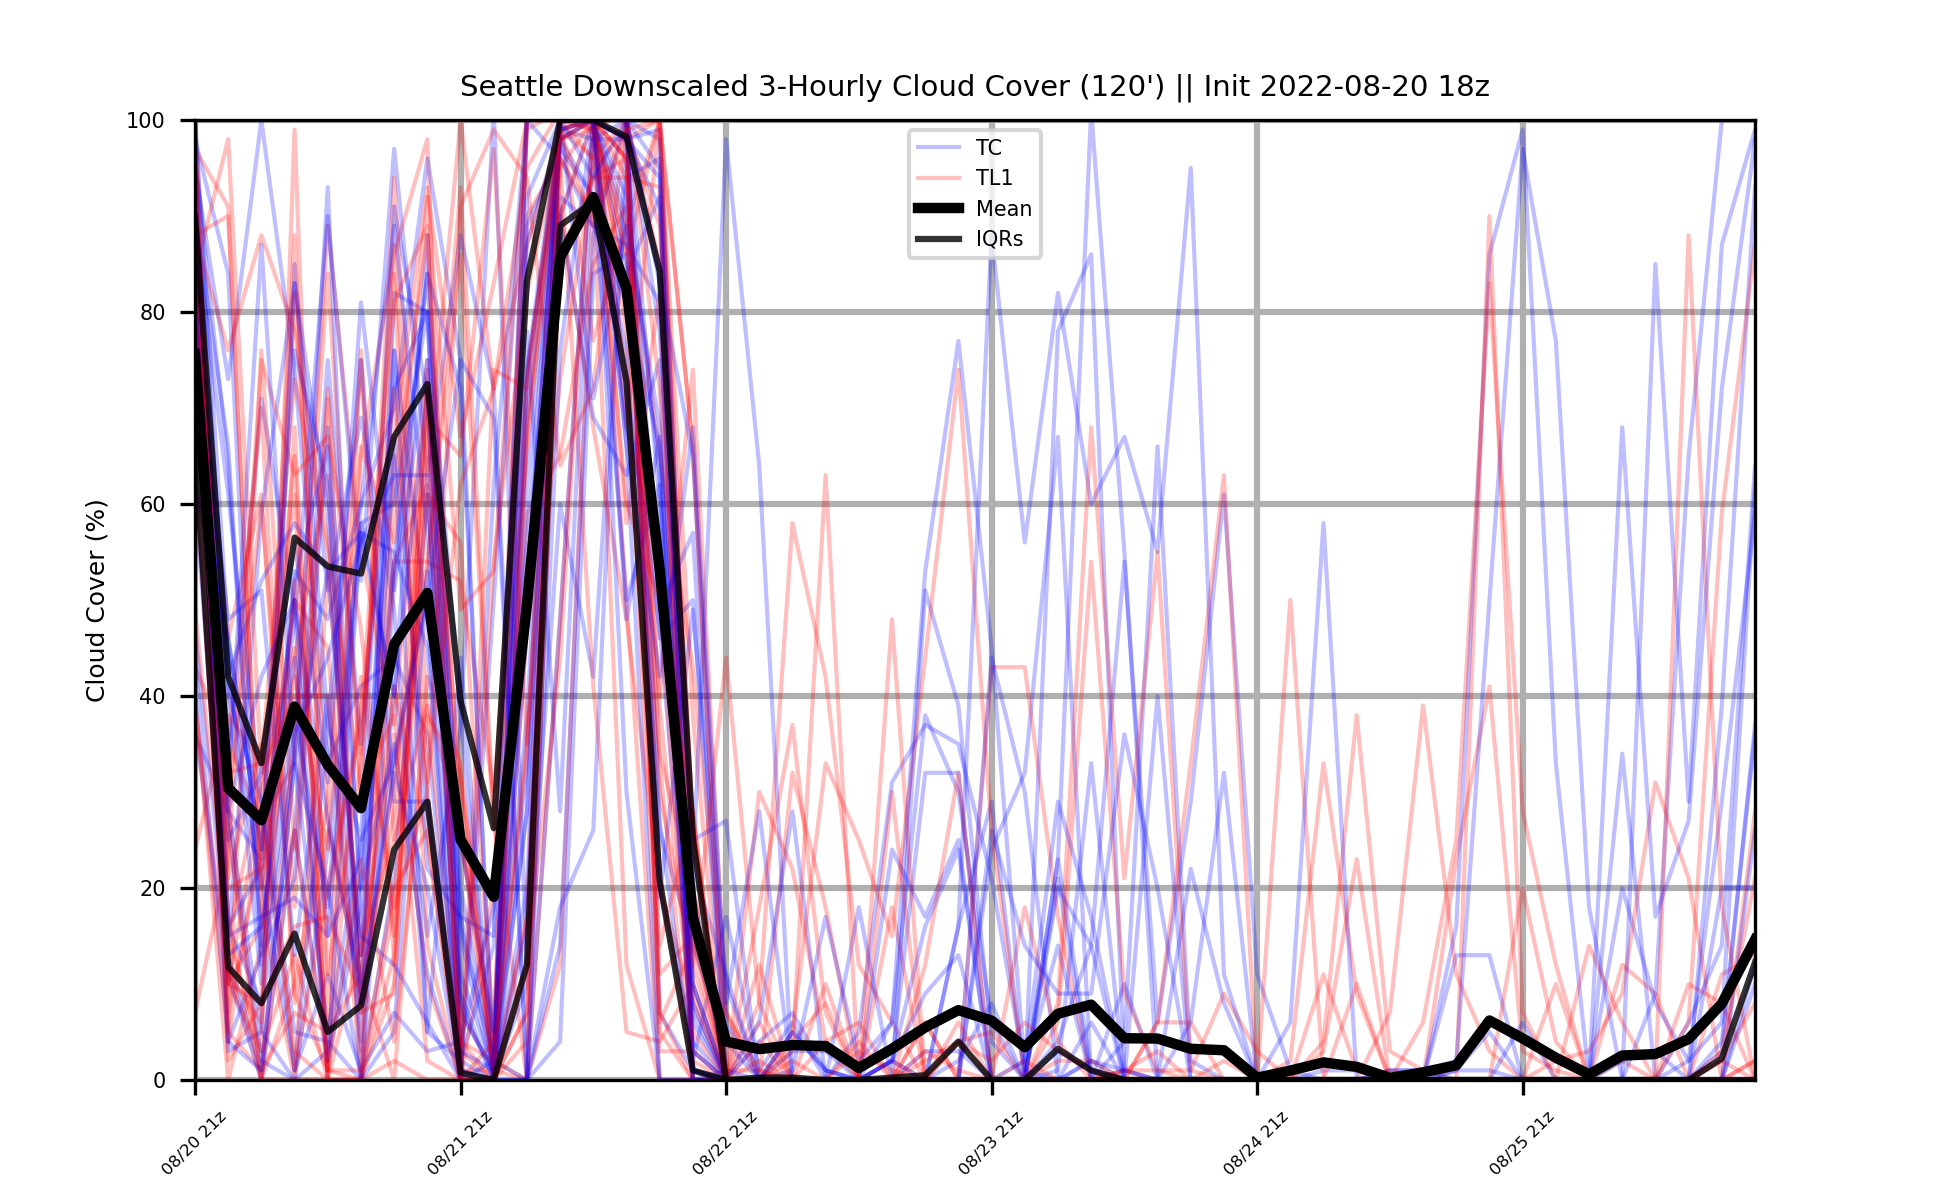 Seattle Downscaled 3-Hourly Cloud Cover (120') || Init 2022-08-20 18z
100
80
60
40
20
0
Cloud Cover (%)
TC
TL1
Mean
IQRs
08/20 21z
08/21 21z
08/22 21z
08/23 21z
08/24 21z
08/25 21z